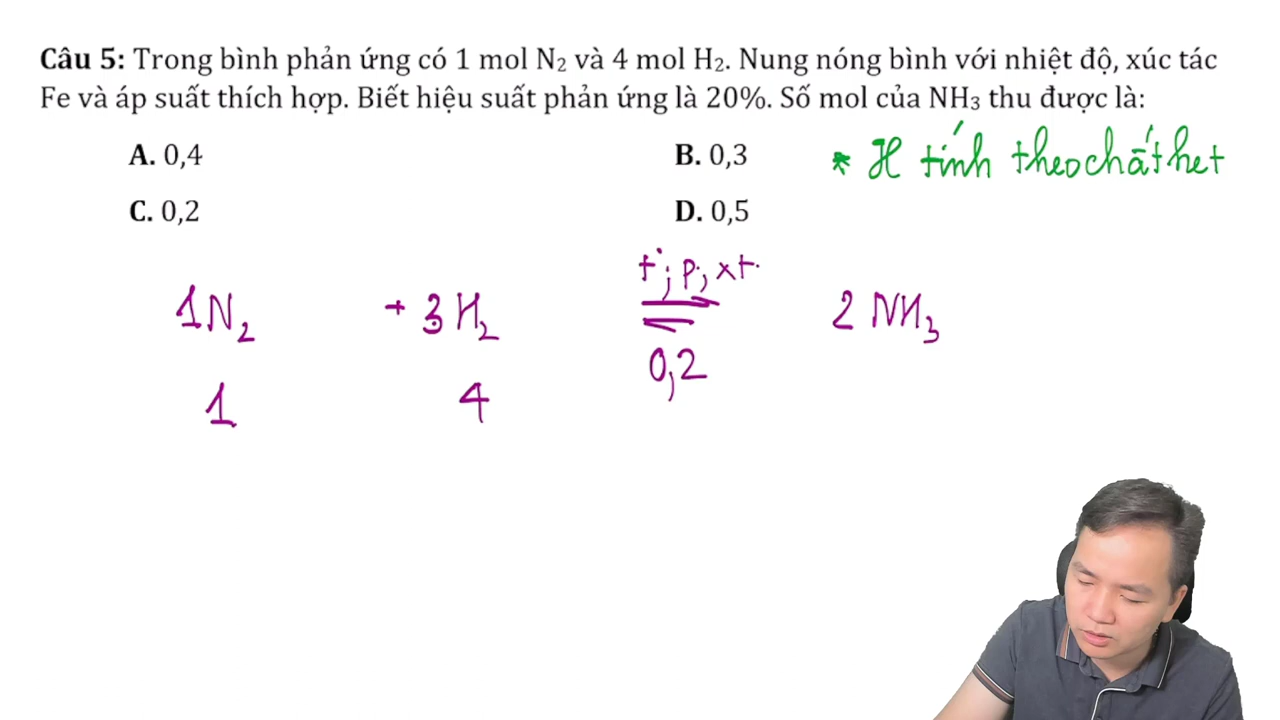 Câu 5: Trong bình phản ứng có 1 mol N₂ và 4 mol H₂. Nung nóng bình với nhiệt độ, xúc tác
Fe và áp suất thích hợp. Biết hiệu suất phản ứng là 20%. Số mol của NH₃ thu được là:
A. 0,4
B. 0,3
* H tính theo chất hết
C. 0,2
D. 0,5
t°; p; xt
1N₂ + 3H₂ ⇌ 2NH₃
0,2
1 4